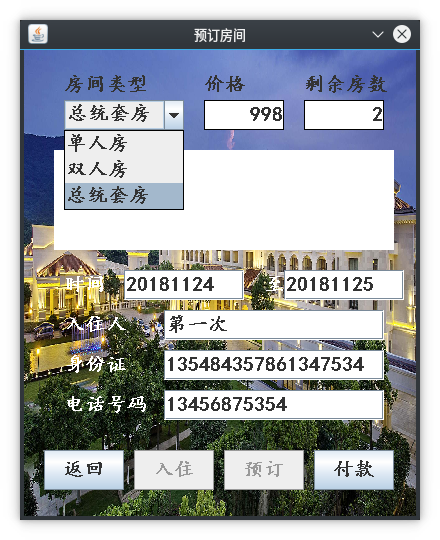 预订房间
房间类型 价格 剩余房数
总统套房 998 2
单人房
双人房
总统套房
时间 20181124 至 20181125
入住人 第一次
身份证 135484357861347534
电话号码 13456875354
返回 入住 预订 付款